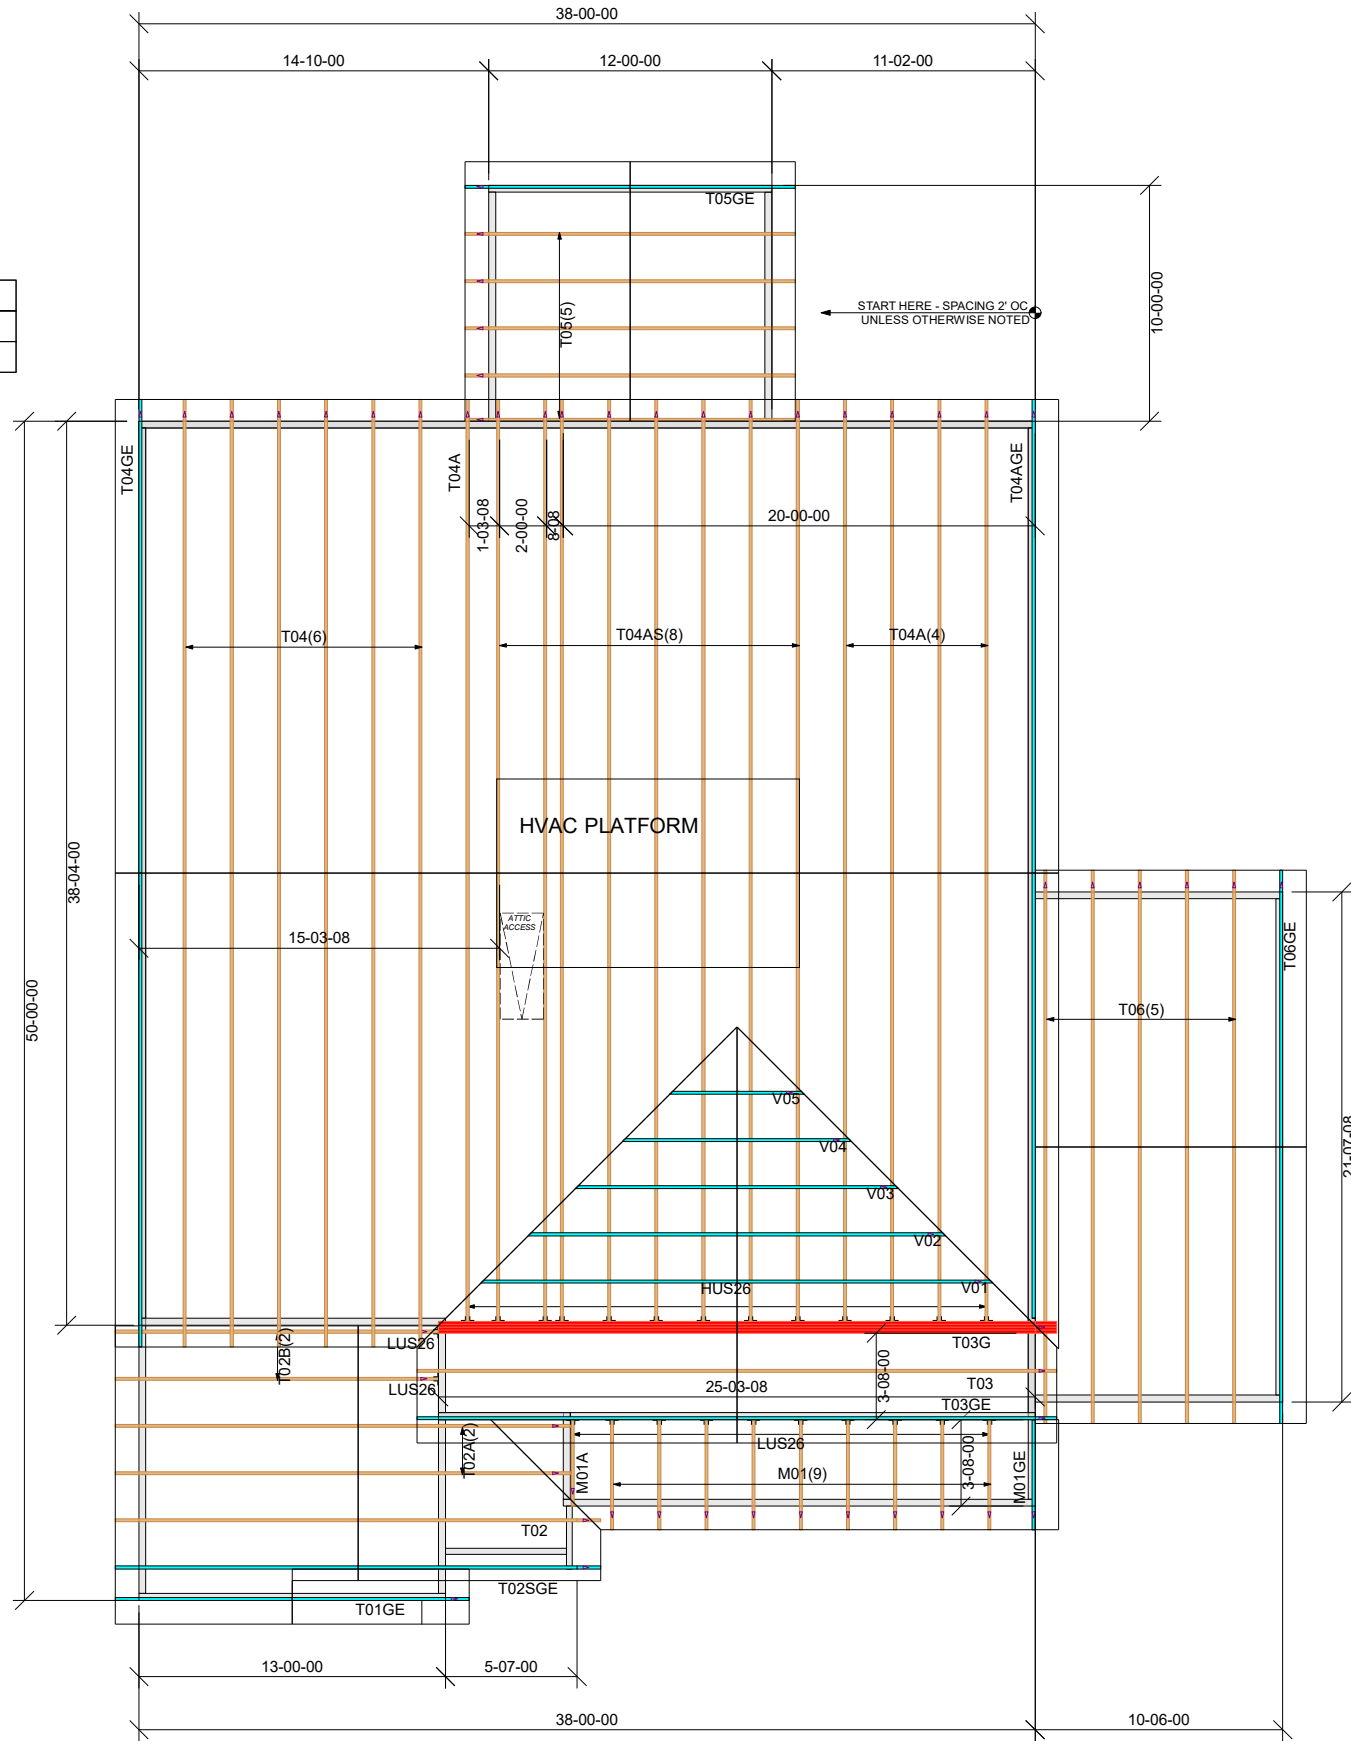 38-00-00
14-10-00
12-00-00
11-02-00
T05GE
10-00-00
START HERE - SPACING 2' OC
UNLESS OTHERWISE NOTED
T05(5)
T04GE
T04A
T04AGE
1-03-08
2-00-00
8-08
20-00-00
T04(6)
T04AS(8)
T04A(4)
HVAC PLATFORM
38-04-00
ATTIC
ACCESS
15-03-08
T06GE
50-00-00
T06(5)
21-07-08
V05
V04
V03
V02
V01
HUS26
LUS26
T03G
T02B(2)
3-08-00
LUS26
25-03-08
T03
T03GE
LUS26
T02A(2)
M01A
M01(9)
3-08-00
M01GE
T02
T02SGE
T01GE
13-00-00
5-07-00
38-00-00
10-06-00